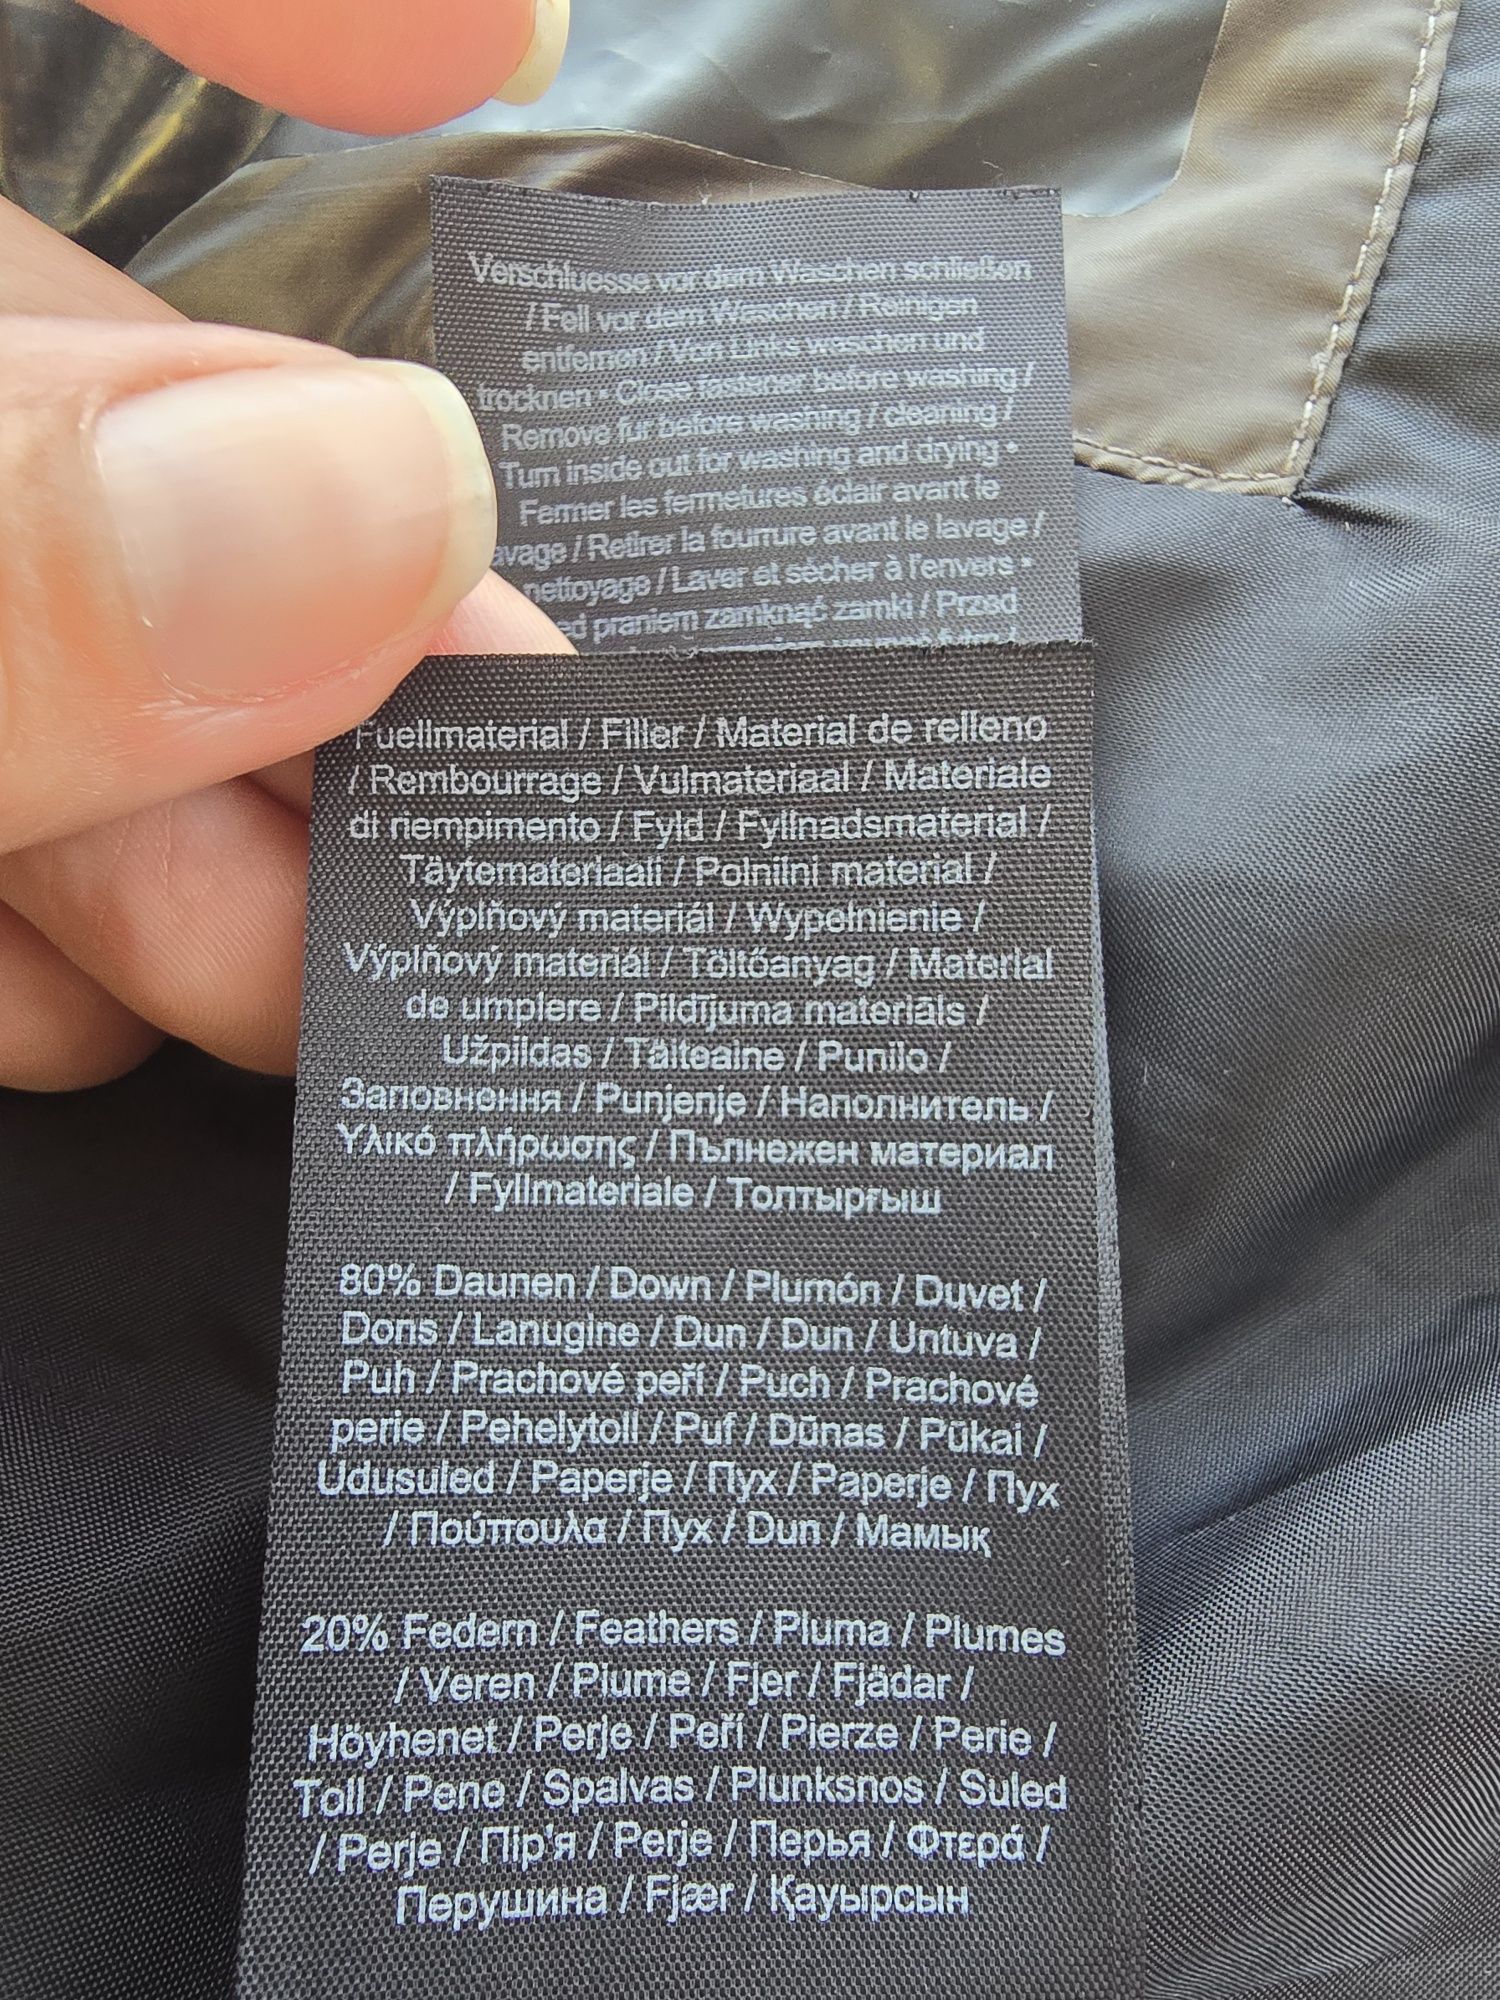 Verschluesse vor dem Waschen schließen
/ Fell vor dem Waschen / Reinigen
entfernen / Von Links waschen und
trocknen • Close fastener before washing /
Remove fur before washing / cleaning /
Turn inside out for washing and drying •
Fermer les fermetures éclair avant le
avage / Retirer la fourrure avant le lavage /
nettoyage / Laver et sécher à l'envers •
ed praniem zamknąć zamki / Przed
Fuellmaterial / Filler / Material de relleno
/ Rembourrage / Vulmateriaal / Materiale
di riempimento / Fyld / Fyllnadsmaterial /
Täytemateriaali / Polnilni material /
Výplňový materiál / Wypełnienie /
Výplňový materiál / Töltőanyag / Material
de umplere / Pildījuma materiāls /
Užpildas / Täiteaine / Punilo /
Заповнення / Punjenje / Наполнитель /
Υλικό πλήρωσης / Пълнежен материал
/ Fyllmateriale / Толтырғыш
80% Daunen / Down / Plumón / Duvet /
Dons / Lanugine / Dun / Dun / Untuva /
Puh / Prachové peří / Puch / Prachové
perie / Pehelytoll / Puf / Dūnas / Pūkai /
Udusuled / Paperje / Пух / Paperje / Пух
/ Πούπουλα / Пух / Dun / Мамық
20% Federn / Feathers / Pluma / Plumes
/ Veren / Piume / Fjer / Fjädar /
Höyhenet / Perje / Peří / Pierze / Perie /
Toll / Pene / Spalvas / Plunksnos / Suled
/ Perje / Пір'я / Perje / Перья / Φτερά /
Перушина / Fjær / Қауырсын